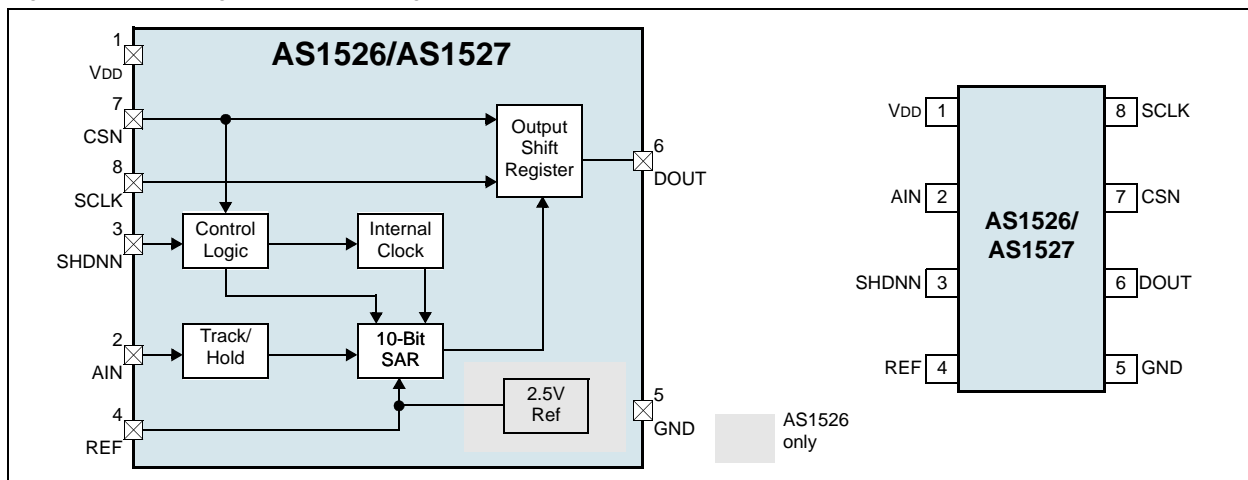 AS1526/AS1527
1
VDD
7
CSN
8
SCLK
3
SHDNN
2
AIN
4
REF
Control
Logic
Internal
Clock
Track/
Hold
10-Bit
SAR
Output
Shift
Register
2.5V
Ref
6
DOUT
5
GND
AS1526
only
VDD 1
AIN 2
SHDNN 3
REF 4
AS1526/
AS1527
8 SCLK
7 CSN
6 DOUT
5 GND